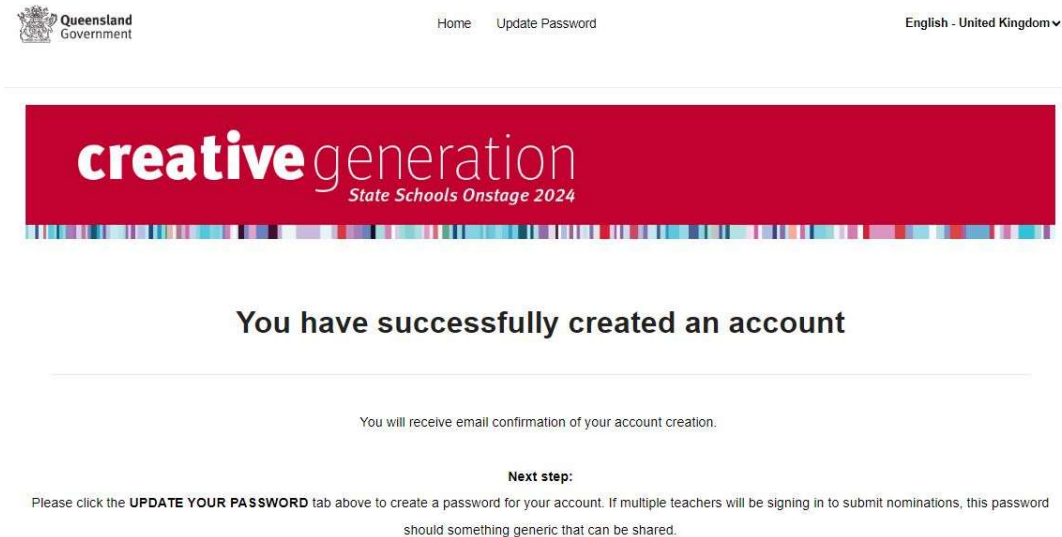 Queensland
Government
Home Update Password
English - United Kingdom
creative generation
State Schools Onstage 2024
You have successfully created an account
You will receive email confirmation of your account creation.
Next step:
Please click the UPDATE YOUR PASSWORD tab above to create a password for your account. If multiple teachers will be signing in to submit nominations, this password
should something generic that can be shared.